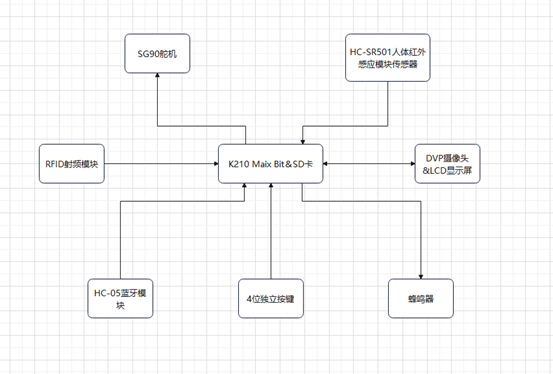 SG90舵机
HC-SR501人体红外
感应模块传感器
RFID射频模块
K210 Maix Bit&SD卡
DVP摄像头
&LCD显示屏
HC-05蓝牙模
块
4位独立按键
蜂鸣器